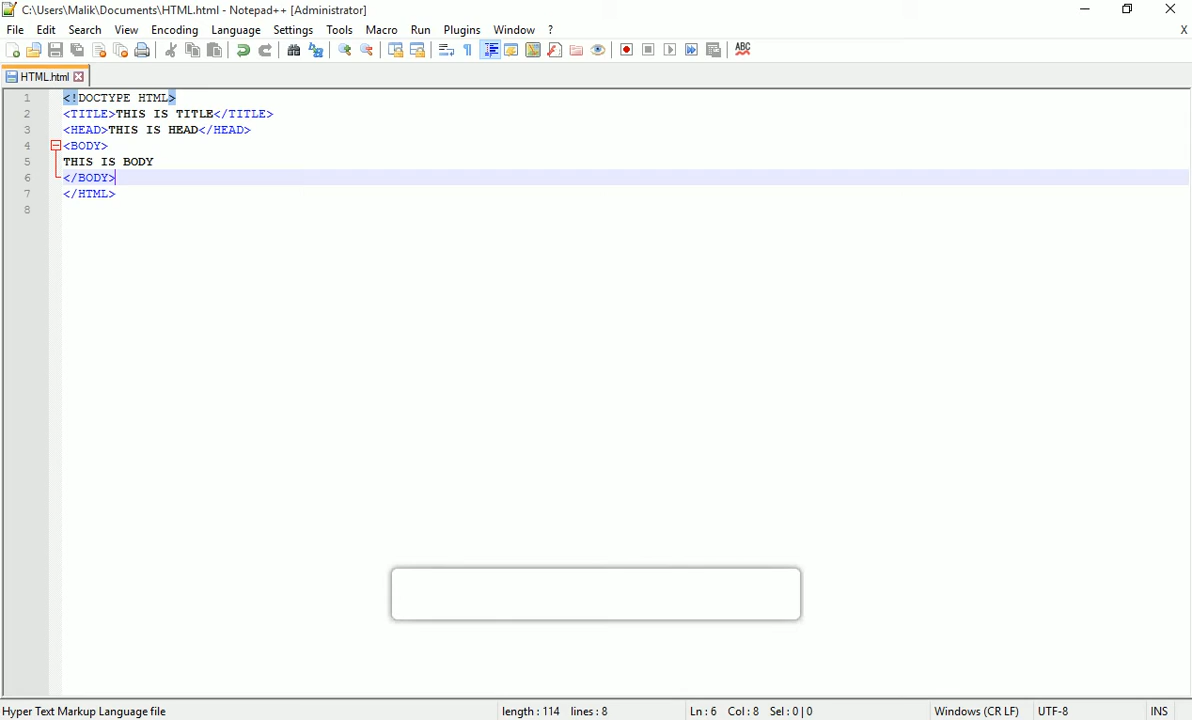 C:\Users\Malik\Documents\HTML.html - Notepad++ [Administrator]
File Edit Search View Encoding Language Settings Tools Macro Run Plugins Window ? X
ABC
HTML.html
1 <!DOCTYPE HTML>
2 <TITLE>THIS IS TITLE</TITLE>
3 <HEAD>THIS IS HEAD</HEAD>
4 <BODY>
5 THIS IS BODY
6 </BODY>
7 </HTML>
8
Hyper Text Markup Language file length : 114 lines : 8 Ln : 6 Col : 8 Sel : 0 | 0 Windows (CR LF) UTF-8 INS